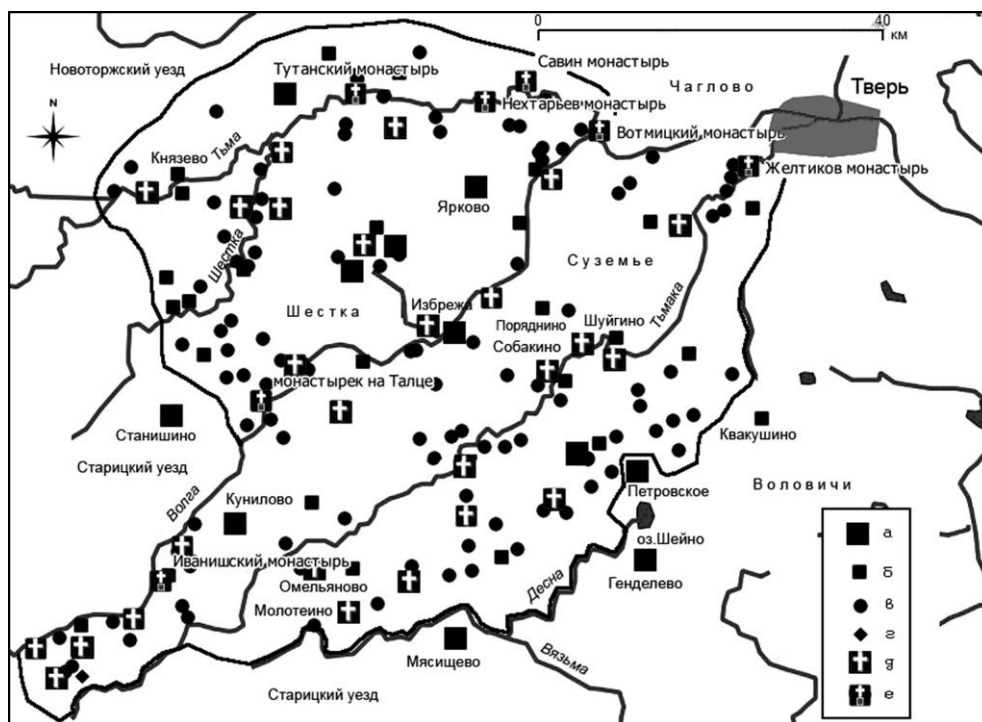 0
40
км
Новоторжский уезд
Тутанский монастырь
Савин монастырь
Чаглово
Тверь
N
Нехтарьев монастырь
Вотмицкий монастырь
Желтиков монастырь
Князево
Тьма
Ярково
Шестка
Суземье
Тьмака
Избрежа
Шестка
Поряднино
Шуйгино
Собакино
монастырек на Талце
Станишино
Старицкий уезд
Квакушино
Волга
Кунилово
Петровское
Воловичи
оз.Шейно
Генделево
Иванишский монастырь
Омельяново
Молотеино
Десна
Мясищево
Вязьма
Старицкий уезд
а
б
в
г
д
е